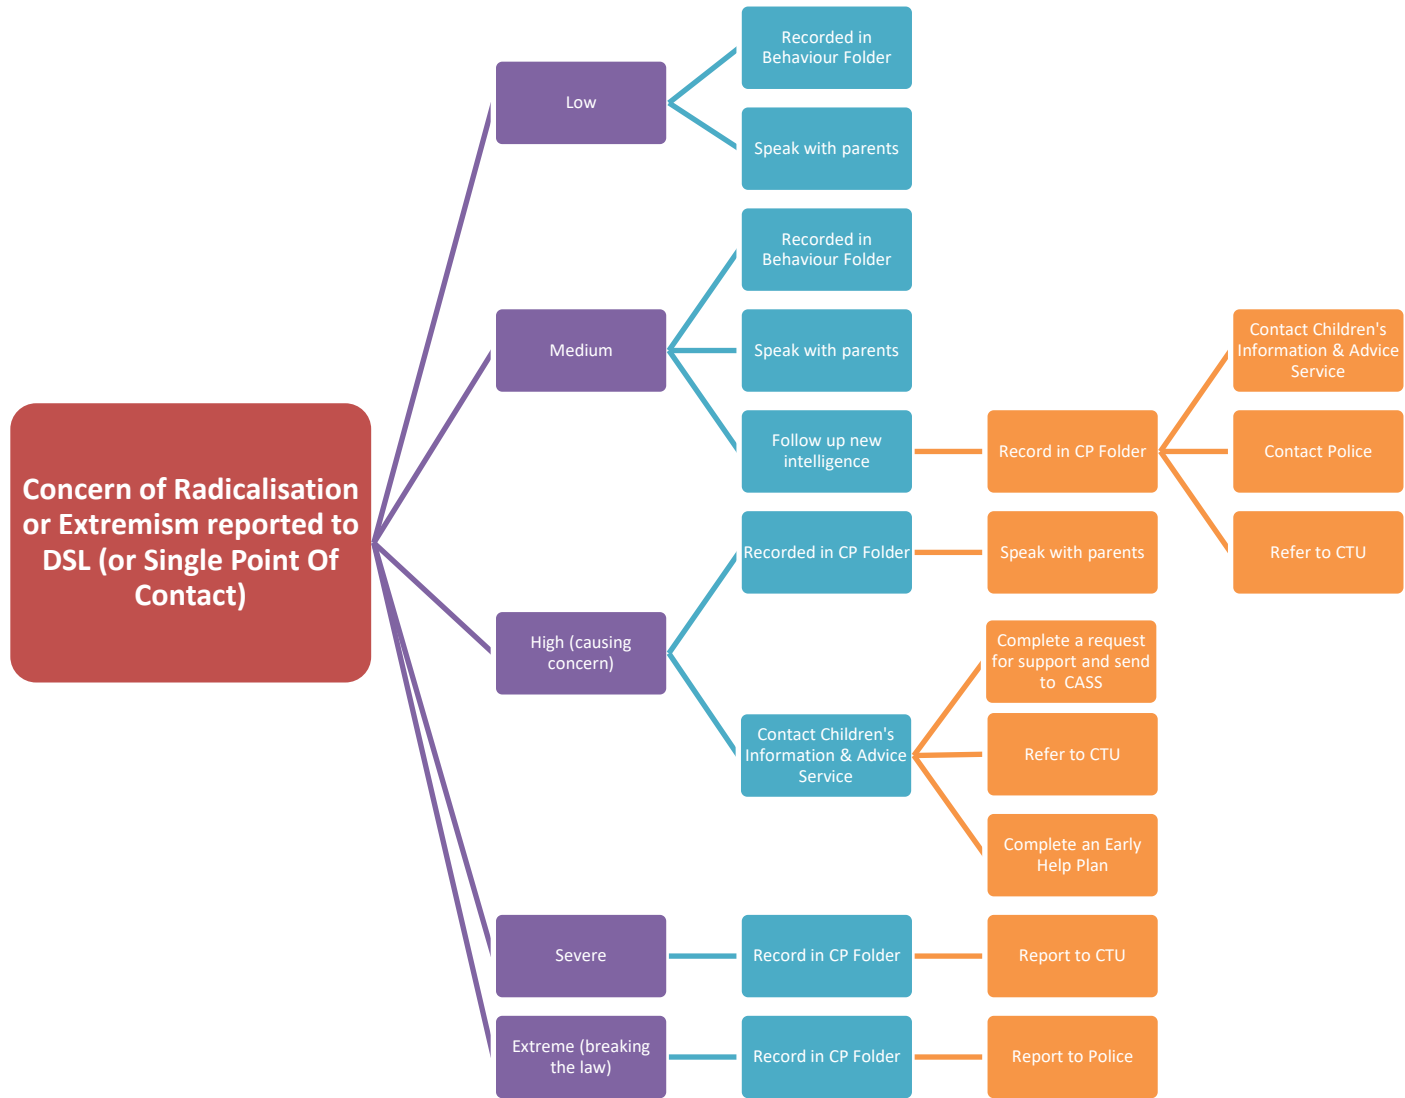 Concern of Radicalisation
or Extremism reported to
DSL (or Single Point Of
Contact)
Low
Recorded in
Behaviour Folder
Speak with parents
Medium
Recorded in
Behaviour Folder
Speak with parents
Follow up new
intelligence
Record in CP Folder
Contact Children's
Information & Advice
Service
Contact Police
Refer to CTU
High (causing
concern)
Recorded in CP Folder
Speak with parents
Contact Children's
Information & Advice
Service
Complete a request
for support and send
to CASS
Refer to CTU
Complete an Early
Help Plan
Severe
Record in CP Folder
Report to CTU
Extreme (breaking
the law)
Record in CP Folder
Report to Police